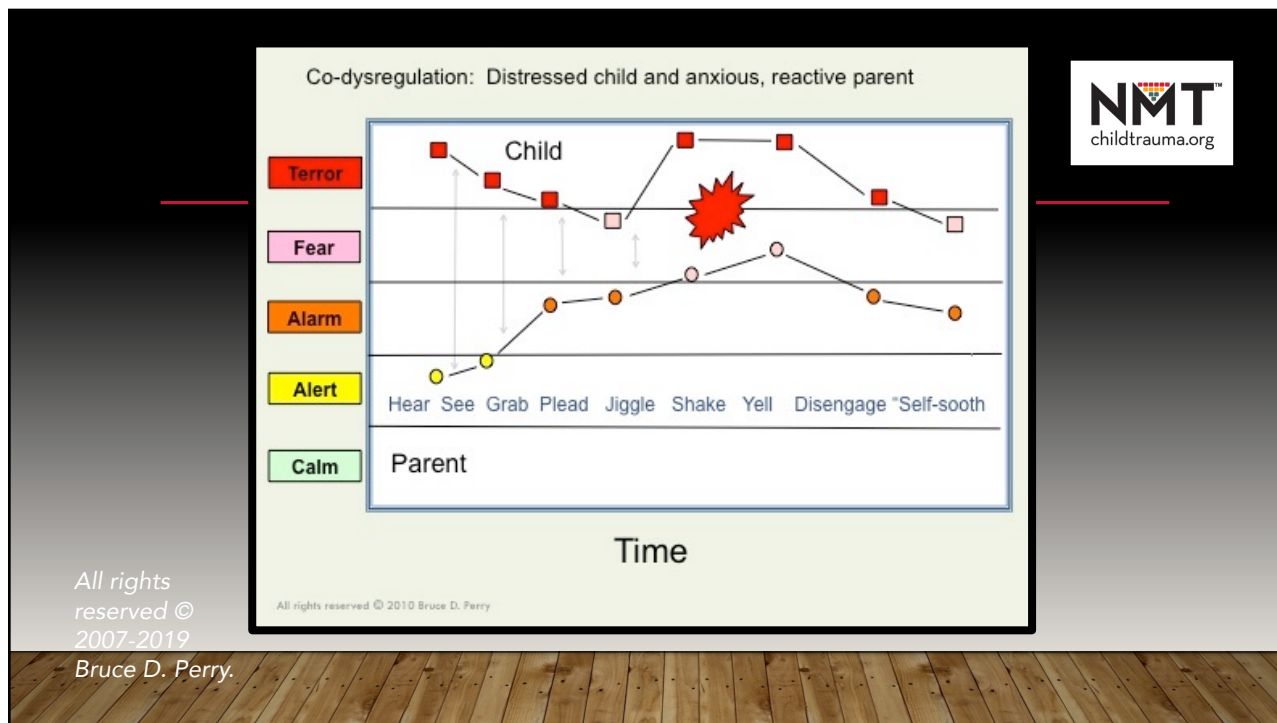 Co-dysregulation: Distressed child and anxious, reactive parent
NMT™
childtrauma.org
Child
Terror
Fear
Alarm
Alert
Hear See Grab Plead Jiggle Shake Yell Disengage "Self-sooth
Calm
Parent
Time
All rights reserved © 2010 Bruce D. Perry
All rights
reserved ©
2007-2019
Bruce D. Perry.